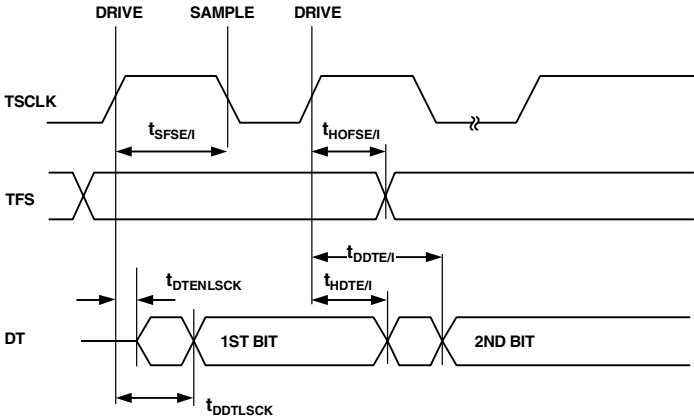 DRIVE SAMPLE DRIVE
TSCLK
tSFSE/I tHOFSE/I
TFS
tDDTE/I
tDTENLSCK tHDTE/I
DT 1ST BIT 2ND BIT
tDDTLSCK